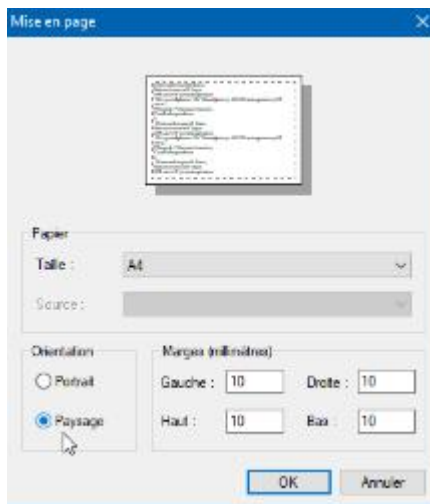 Mise en page
Papier
Taille : A4
Source :
Orientation
Portrait
Paysage
Marges (millimètres)
Gauche : 10 Droite : 10
Haut : 10 Bas : 10
OK Annuler